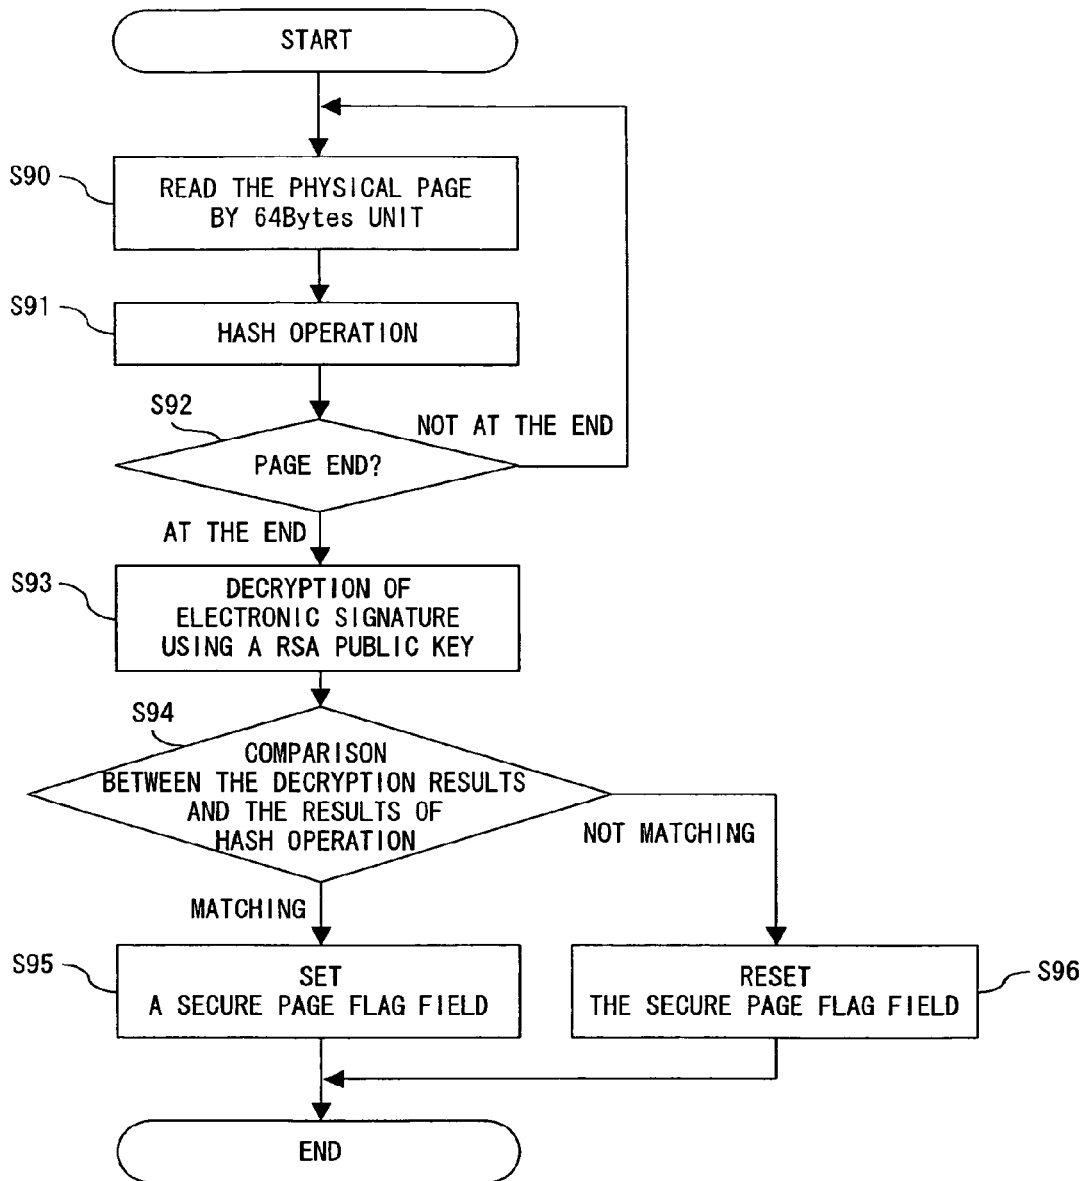 START
S90
READ THE PHYSICAL PAGE
BY 64Bytes UNIT
S91
HASH OPERATION
S92
NOT AT THE END
PAGE END?
AT THE END
S93
DECRYPTION OF
ELECTRONIC SIGNATURE
USING A RSA PUBLIC KEY
S94
COMPARISON
BETWEEN THE DECRYPTION RESULTS
AND THE RESULTS OF
HASH OPERATION
NOT MATCHING
MATCHING
S95
SET
A SECURE PAGE FLAG FIELD
RESET
THE SECURE PAGE FLAG FIELD
S96
END